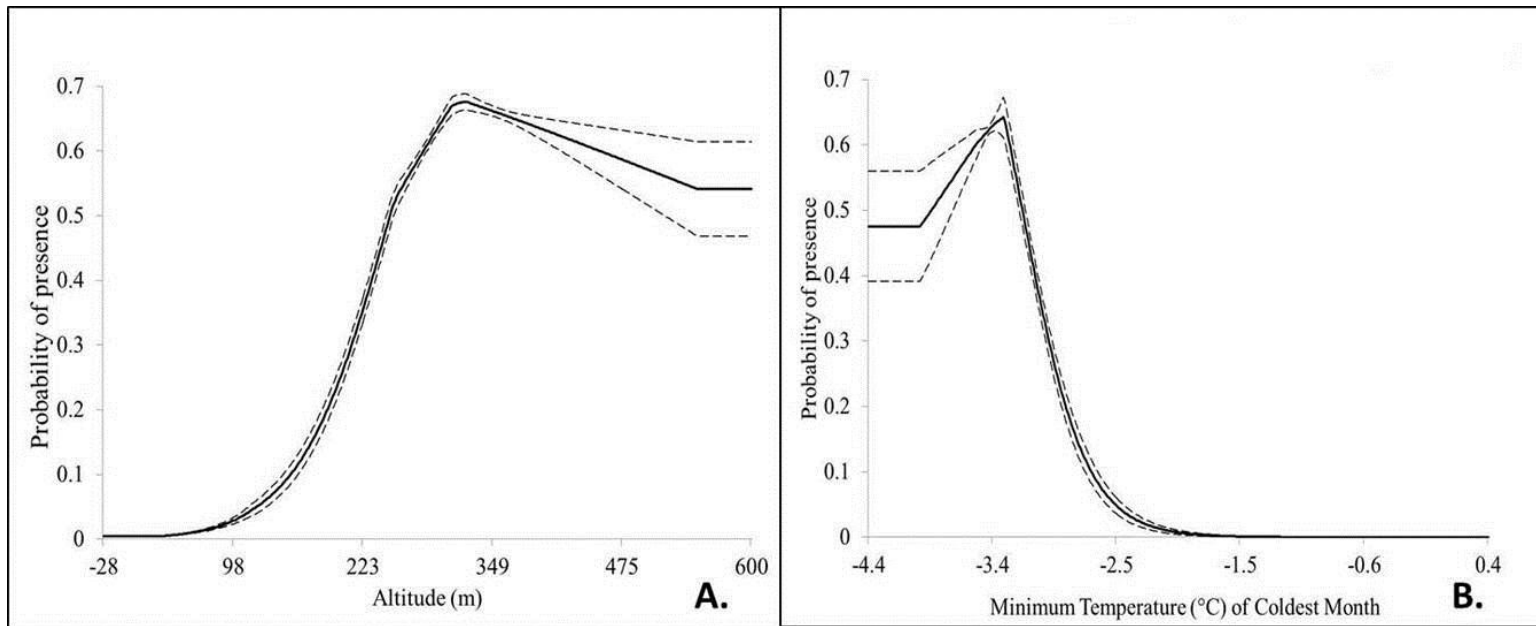 0.7
0.6
0.5
0.4
0.3
0.2
0.1
0
Probability of presence
-28 98 223 349 475 600
Altitude (m)
A.
0.7
0.6
0.5
0.4
0.3
0.2
0.1
0
Probability of presence
-4.4 -3.4 -2.5 -1.5 -0.6 0.4
Minimum Temperature (°C) of Coldest Month
B.